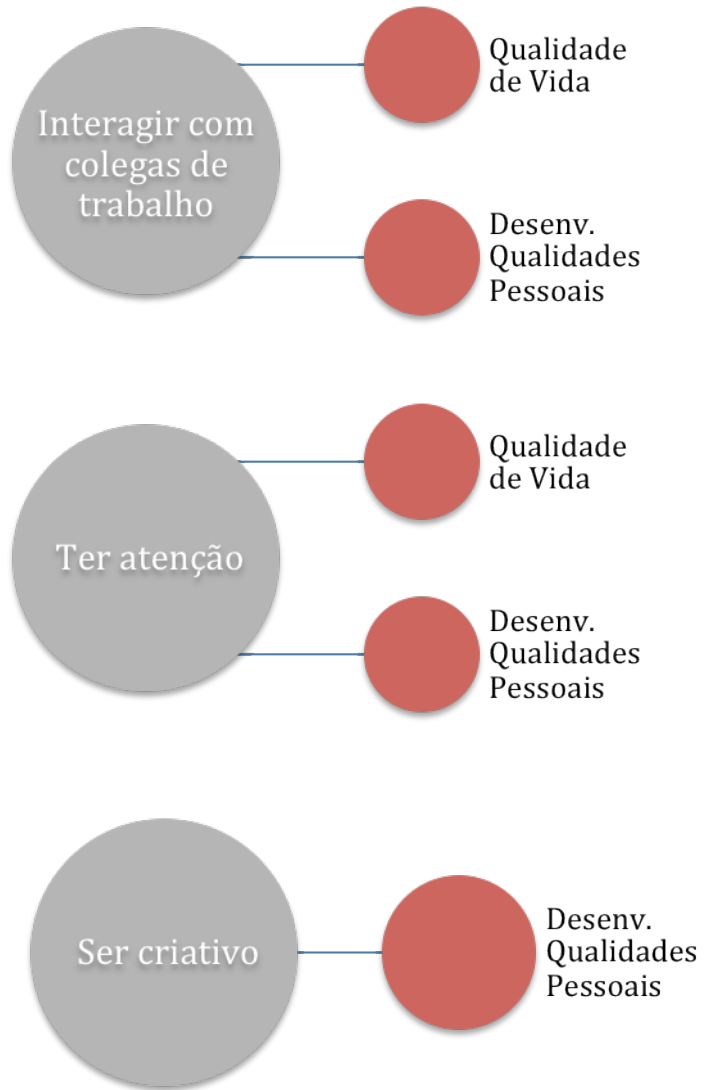 Interagir com
colegas de
trabalho
Qualidade
de Vida
Desenv.
Qualidades
Pessoais
Ter atenção
Qualidade
de Vida
Desenv.
Qualidades
Pessoais
Ser criativo
Desenv.
Qualidades
Pessoais